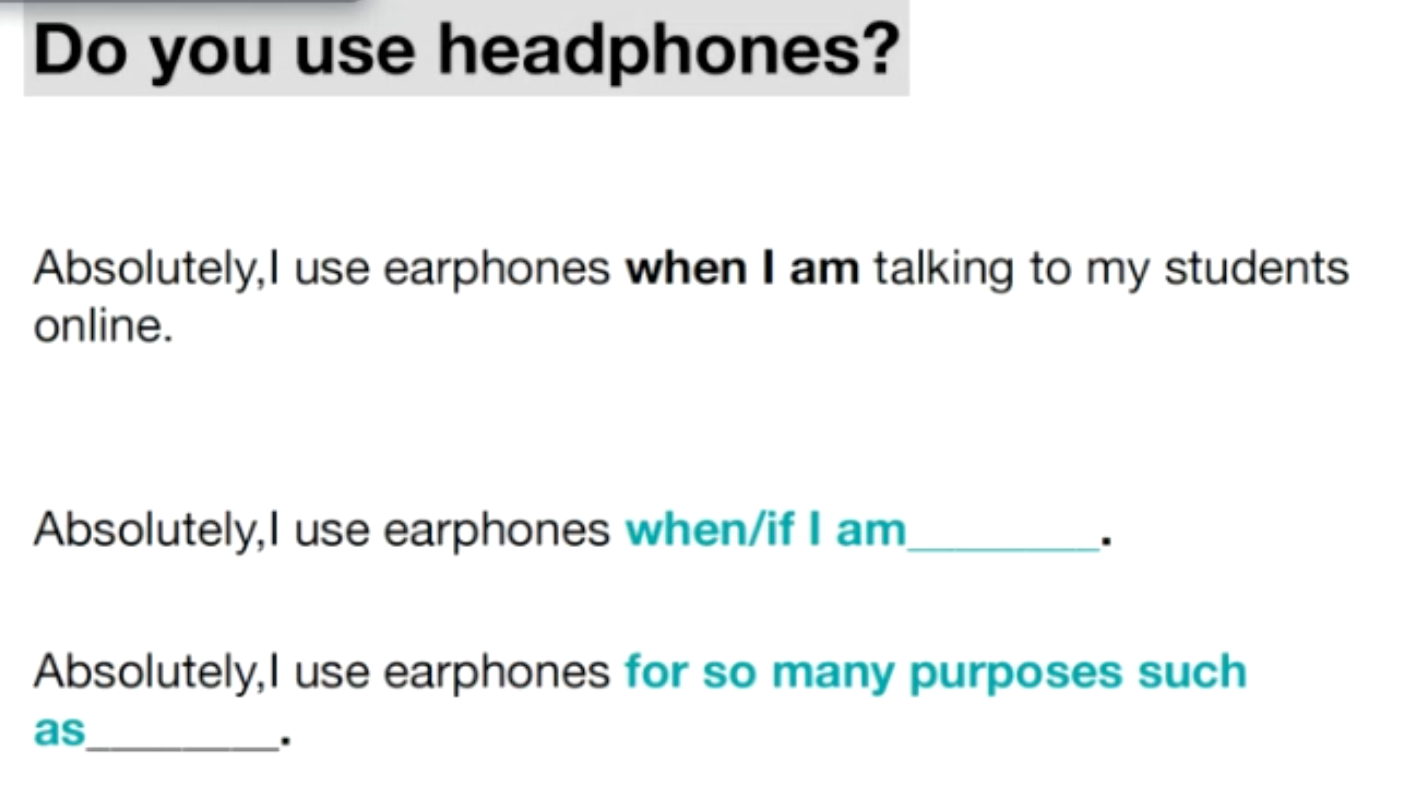 Do you use headphones?
Absolutely,I use earphones when I am talking to my students
online.
Absolutely,I use earphones when/if I am________.
Absolutely,I use earphones for so many purposes such
as________.